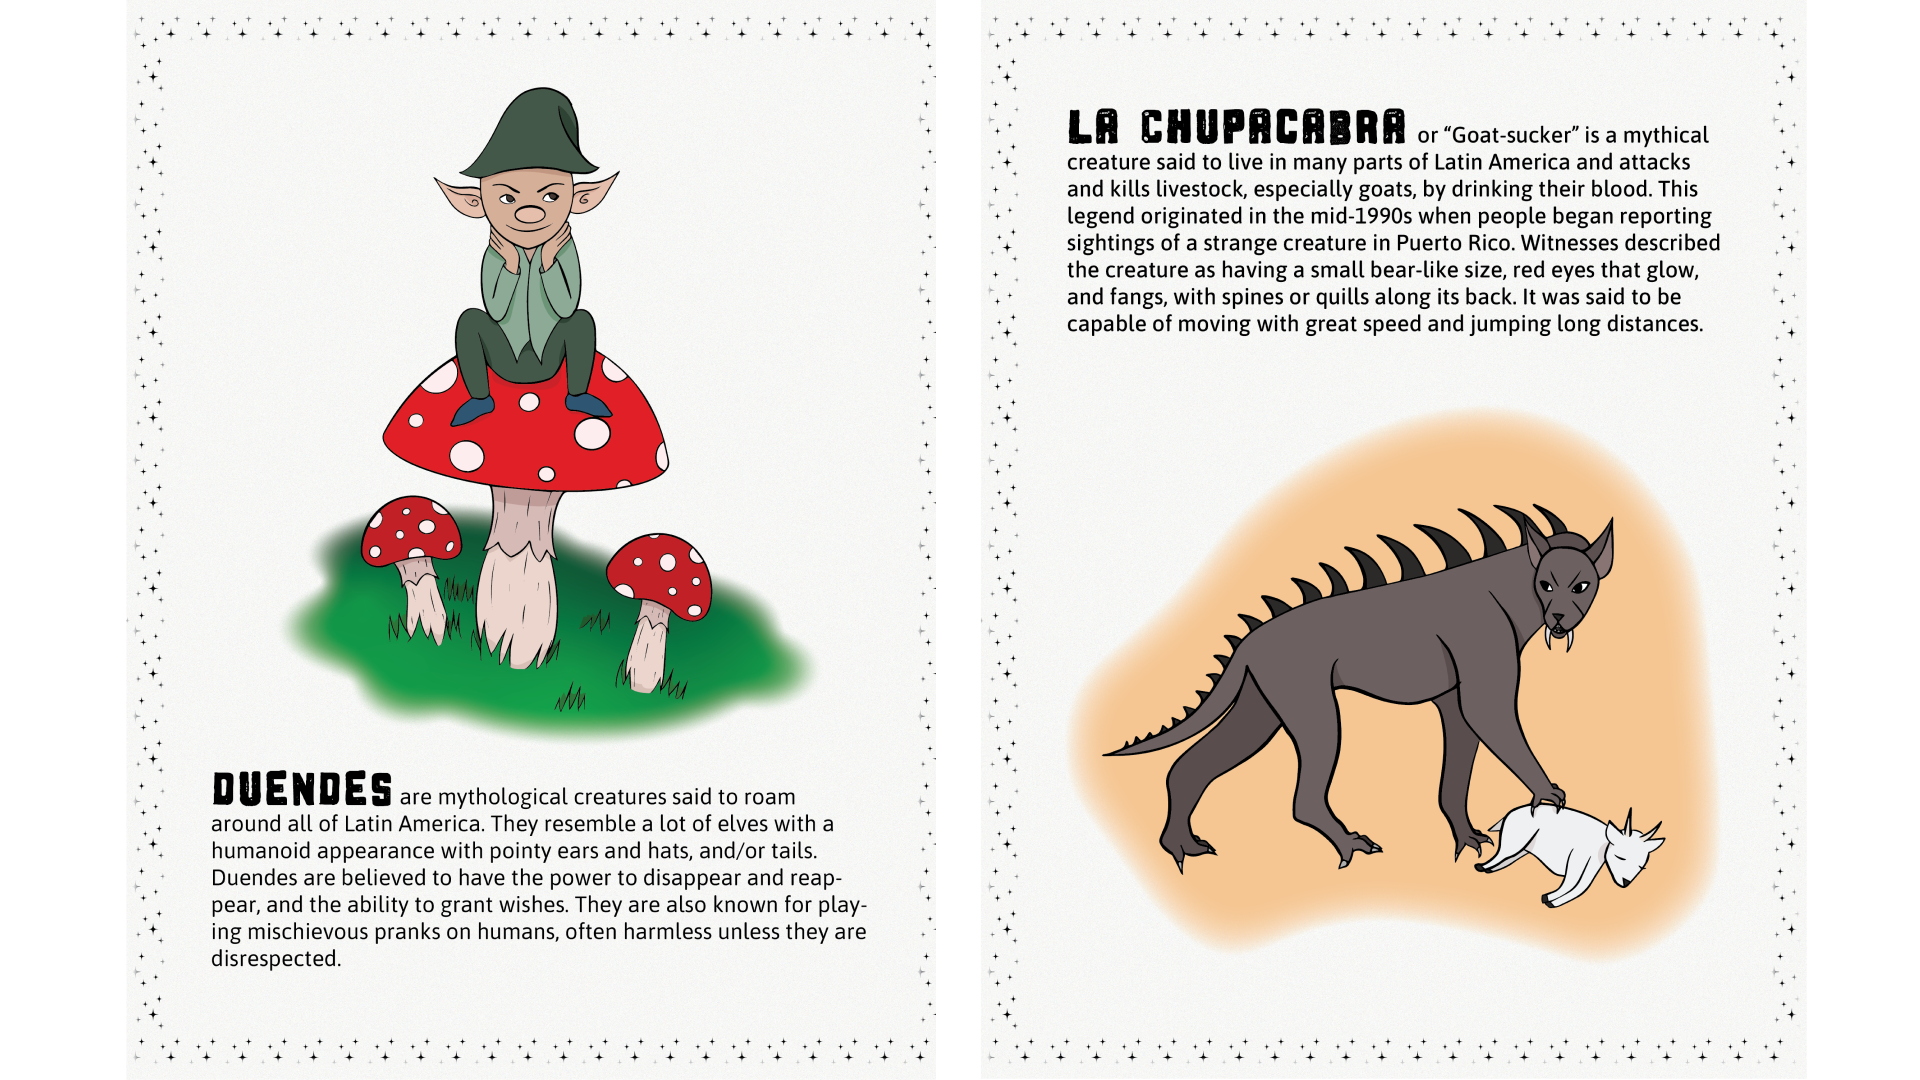 DUENDES are mythological creatures said to roam
around all of Latin America. They resemble a lot of elves with a
humanoid appearance with pointy ears and hats, and/or tails.
Duendes are believed to have the power to disappear and reap-
pear, and the ability to grant wishes. They are also known for play-
ing mischievous pranks on humans, often harmless unless they are
disrespected.
LA CHUPACABRA or “Goat-sucker” is a mythical
creature said to live in many parts of Latin America and attacks
and kills livestock, especially goats, by drinking their blood. This
legend originated in the mid-1990s when people began reporting
sightings of a strange creature in Puerto Rico. Witnesses described
the creature as having a small bear-like size, red eyes that glow,
and fangs, with spines or quills along its back. It was said to be
capable of moving with great speed and jumping long distances.